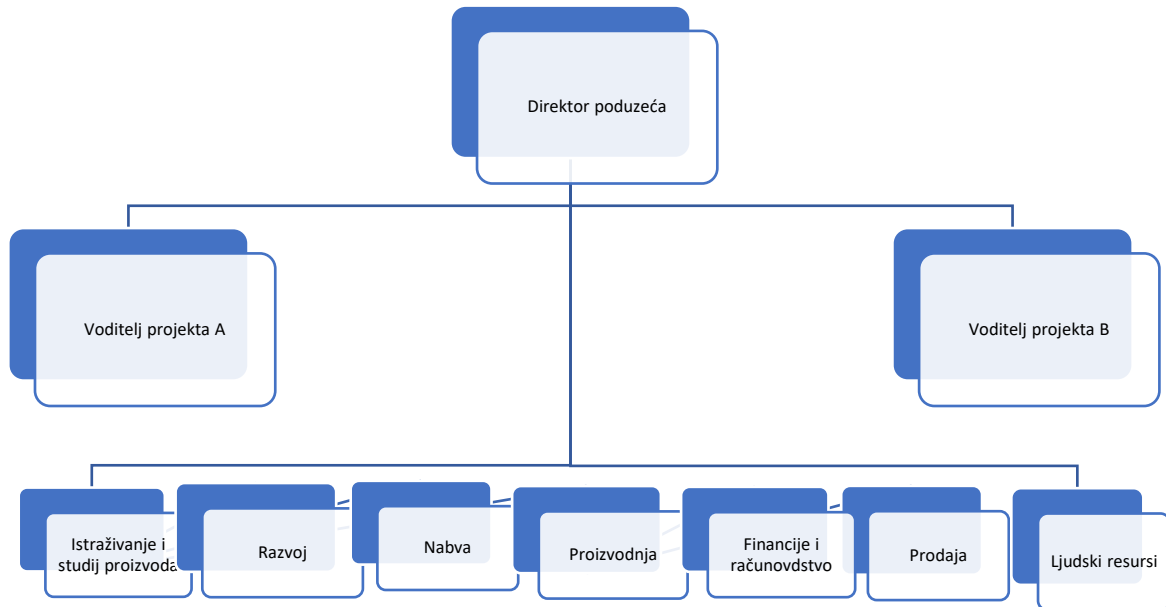 Direktor poduzeća
Voditelj projekta A
Voditelj projekta B
Istraživanje i
studij proizvoda
Razvoj
Nabva
Proizvodnja
Financije i
računovdstvo
Prodaja
Ljudski resursi